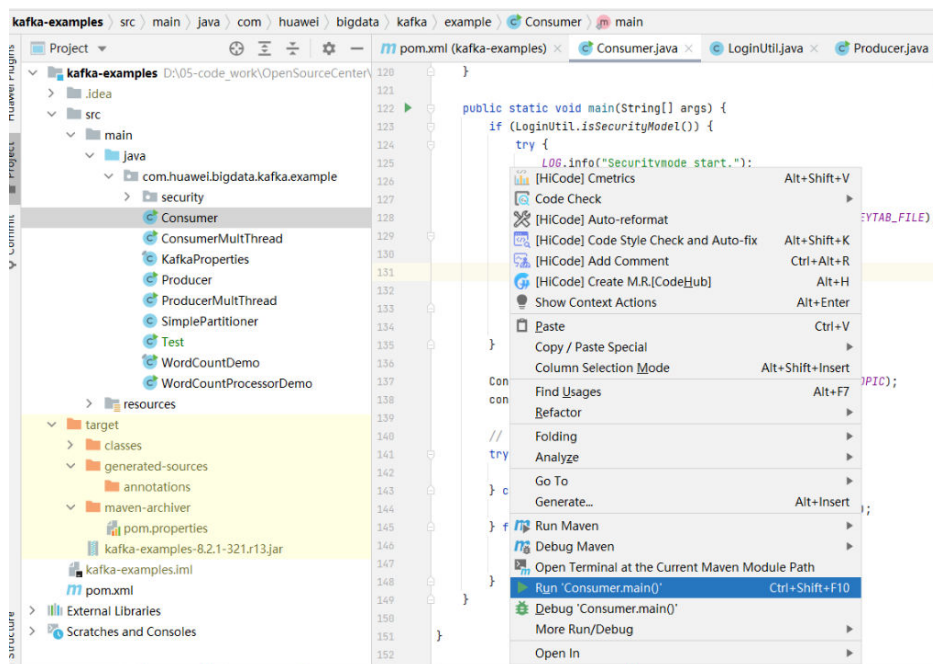 kafka-examples 〉 src 〉 main 〉 java 〉 com 〉 huawei 〉 bigdata 〉 kafka 〉 example 〉 Consumer 〉 main
Project
pom.xml (kafka-examples) × Consumer.java × LoginUtil.java × Producer.java
kafka-examples D:\05-code_work\OpenSourceCenter\
.idea
src
main
java
com.huawei.bigdata.kafka.example
security
Consumer
ConsumerMultThread
KafkaProperties
Producer
ProducerMultThread
SimplePartitioner
Test
WordCountDemo
WordCountProcessorDemo
resources
target
classes
generated-sources
annotations
maven-archiver
pom.properties
kafka-examples-8.2.1-321.r13.jar
kafka-examples.iml
pom.xml
External Libraries
Scratches and Consoles
Project
Commit
Structure
120 }
121
122 public static void main(String[] args) {
123 if (LoginUtil.isSecurityModel()) {
124 try {
125 LOG.info("Securitymode start.");
126
127
128 EYTAB_FILE)
129
130
131
132
133
134
135 }
136
137 Con OPIC);
138 con
139
140 //
141 try
142
143 } c
144 );
145 } f
146
147
148 }
149 }
150
151 }
152
[HiCode] Cmetrics Alt+Shift+V
Code Check
[HiCode] Auto-reformat
[HiCode] Code Style Check and Auto-fix Alt+Shift+K
[HiCode] Add Comment Ctrl+Alt+R
[HiCode] Create M.R.[CodeHub] Alt+H
Show Context Actions Alt+Enter
Paste Ctrl+V
Copy / Paste Special
Column Selection Mode Alt+Shift+Insert
Find Usages Alt+F7
Refactor
Folding
Analyze
Go To
Generate... Alt+Insert
Run Maven
Debug Maven
Open Terminal at the Current Maven Module Path
Run 'Consumer.main()' Ctrl+Shift+F10
Debug 'Consumer.main()'
More Run/Debug
Open In